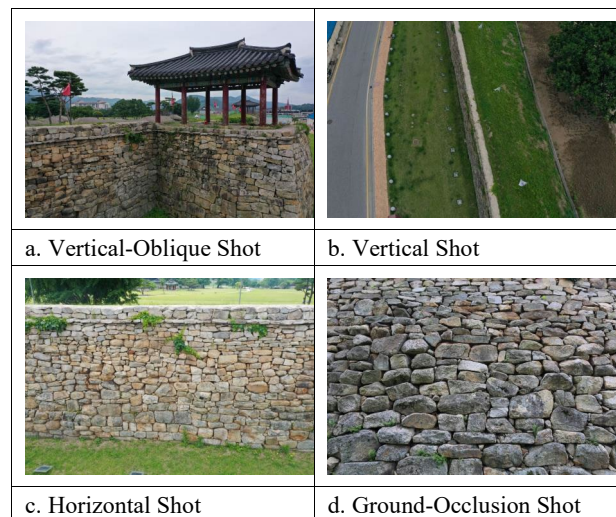 a. Vertical-Oblique Shot
b. Vertical Shot
c. Horizontal Shot
d. Ground-Occlusion Shot